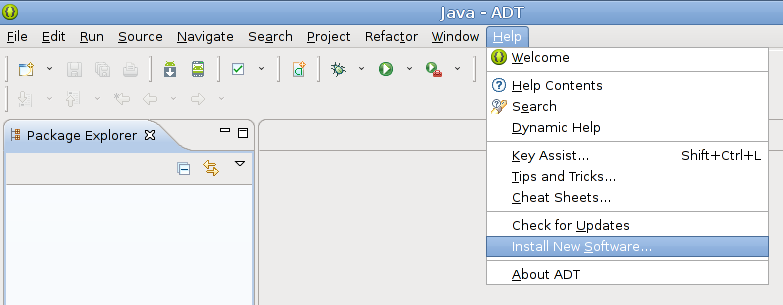 Java - ADT
File Edit Run Source Navigate Search Project Refactor Window Help
Welcome
Help Contents
Search
Dynamic Help
Key Assist... Shift+Ctrl+L
Tips and Tricks...
Cheat Sheets...
Check for Updates
Install New Software...
About ADT
Package Explorer